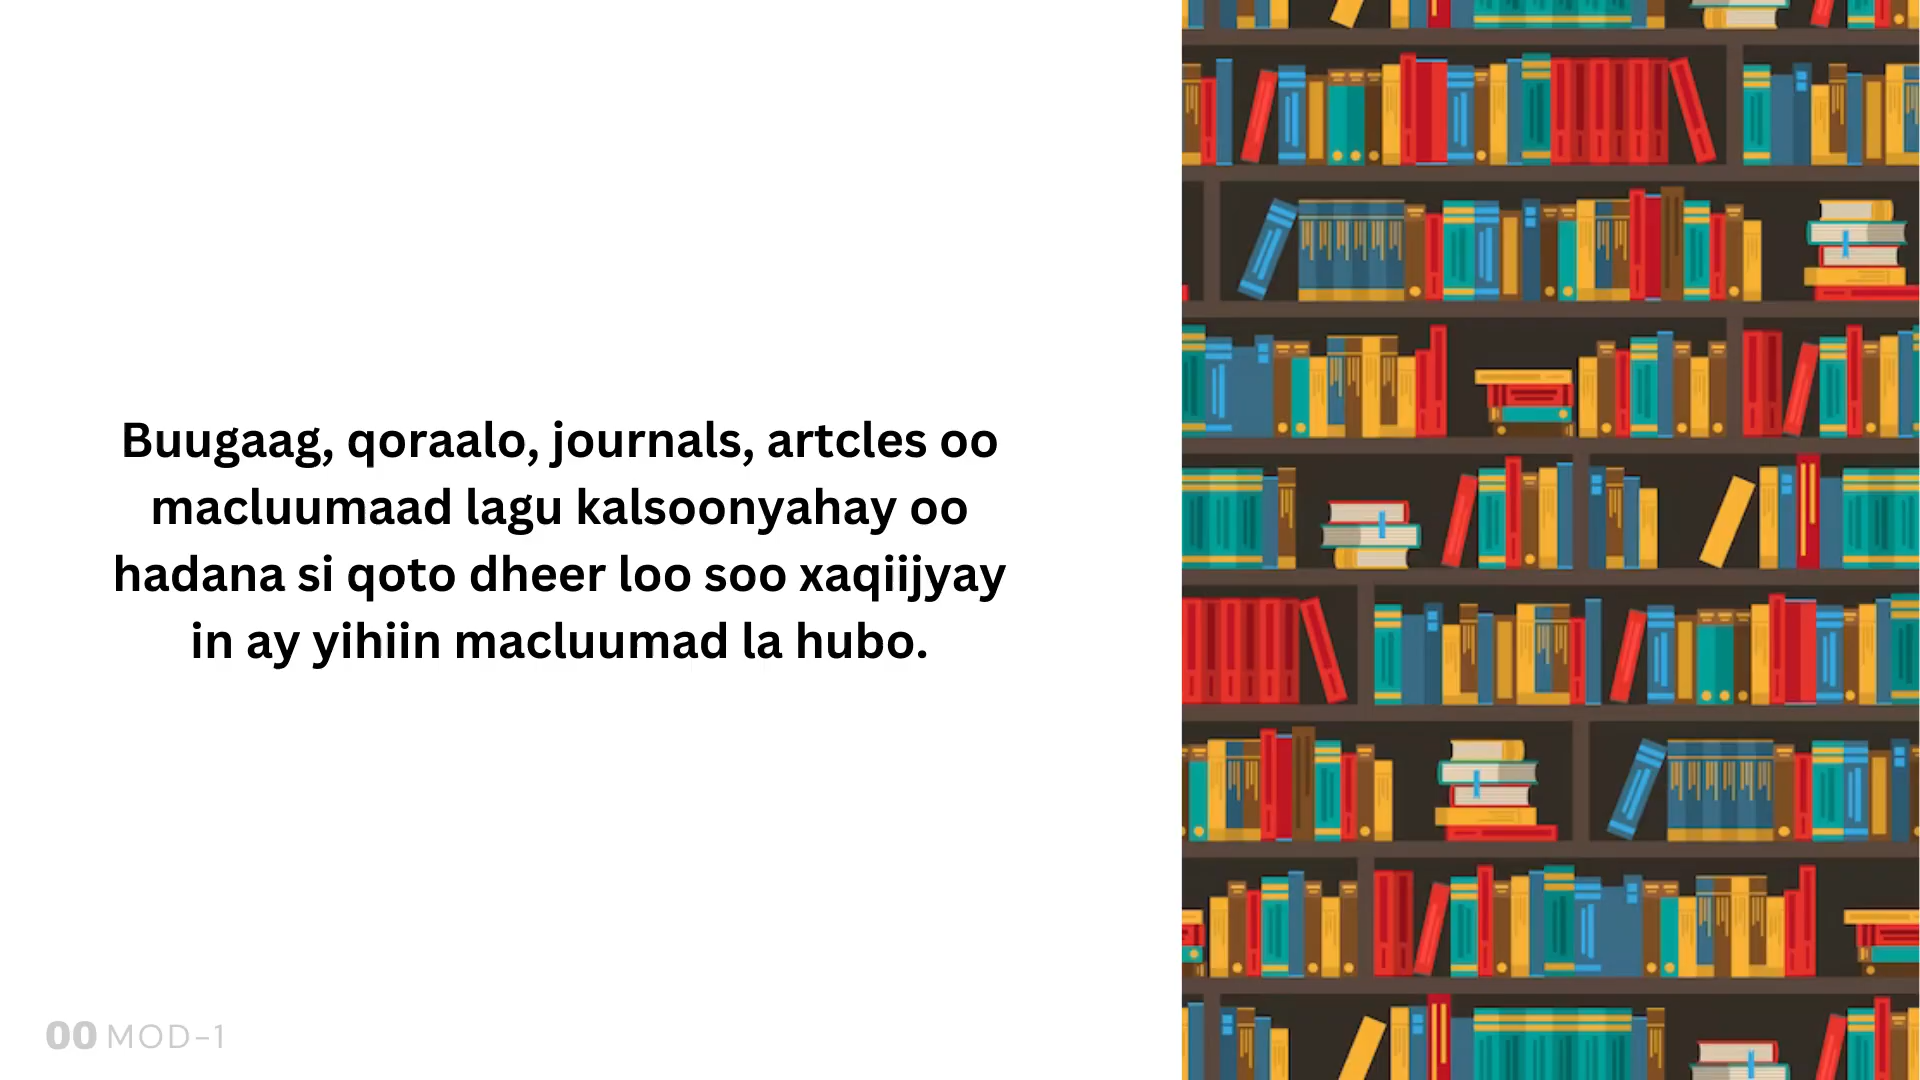 Buugaag, qoraalo, journals, artcles oo
macluumaad lagu kalsoonyahay oo
hadana si qoto dheer loo soo xaqiijyay
in ay yihiin macluumad la hubo.
00 MOD-1